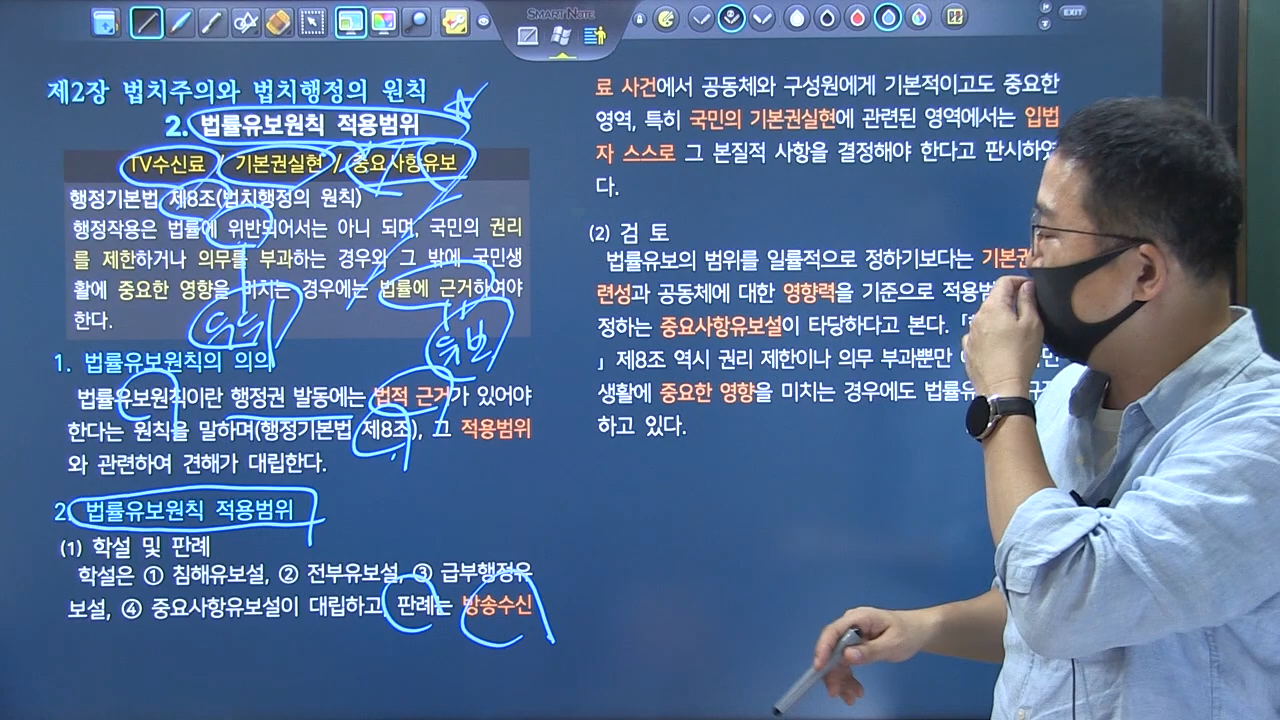 SMART NOTE
EXIT
제2장 법치주의와 법치행정의 원칙
2. 법률유보원칙 적용범위
TV수신료 / 기본권실현 / 중요사항유보
행정기본법 제8조(법치행정의 원칙)
행정작용은 법률에 위반되어서는 아니 되며, 국민의 권리
를 제한하거나 의무를 부과하는 경우와 그 밖에 국민생
활에 중요한 영향을 미치는 경우에는 법률에 근거하여야
한다.
우위
유보
1. 법률유보원칙의 의의
법률유보원칙이란 행정권 발동에는 법적 근거가 있어야
한다는 원칙을 말하며(행정기본법 제8조), 그 적용범위
와 관련하여 견해가 대립한다.
2. 법률유보원칙 적용범위
(1) 학설 및 판례
학설은 ① 침해유보설, ② 전부유보설, ③ 급부행정유
보설, ④ 중요사항유보설이 대립하고, 판례는 방송수신
료 사건에서 공동체와 구성원에게 기본적이고도 중요한
영역, 특히 국민의 기본권실현에 관련된 영역에서는 입법
자 스스로 그 본질적 사항을 결정해야 한다고 판시하였
다.
(2) 검 토
법률유보의 범위를 일률적으로 정하기보다는 기본권
련성과 공동체에 대한 영향력을 기준으로 적용범
정하는 중요사항유보설이 타당하다고 본다. 「
」 제8조 역시 권리 제한이나 의무 부과뿐만
생활에 중요한 영향을 미치는 경우에도 법률유
하고 있다.